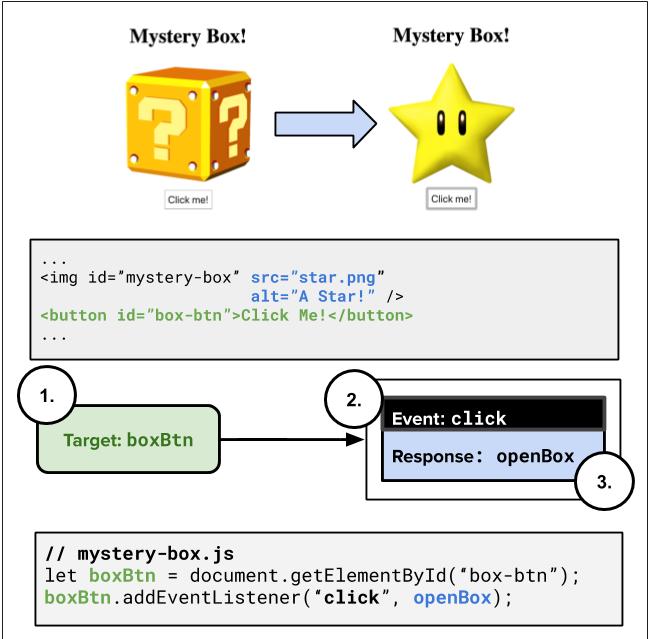 Mystery Box!
Mystery Box!
?
?
Click me!
Click me!
...
<img id="mystery-box" src="star.png"
alt="A Star!" />
<button id="box-btn">Click Me!</button>
...
1.
Target: boxBtn
2.
Event: click
Response: openBox
3.
// mystery-box.js
let boxBtn = document.getElementById(“box-btn”);
boxBtn.addEventListener(“click”, openBox);